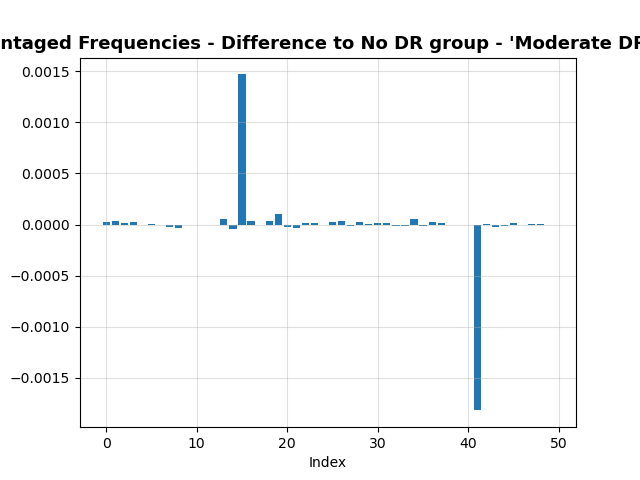 ntaged Frequencies - Difference to No DR group - 'Moderate DR
0.0015
0.0010
0.0005
0.0000
−0.0005
−0.0010
−0.0015
0 10 20 30 40 50
Index